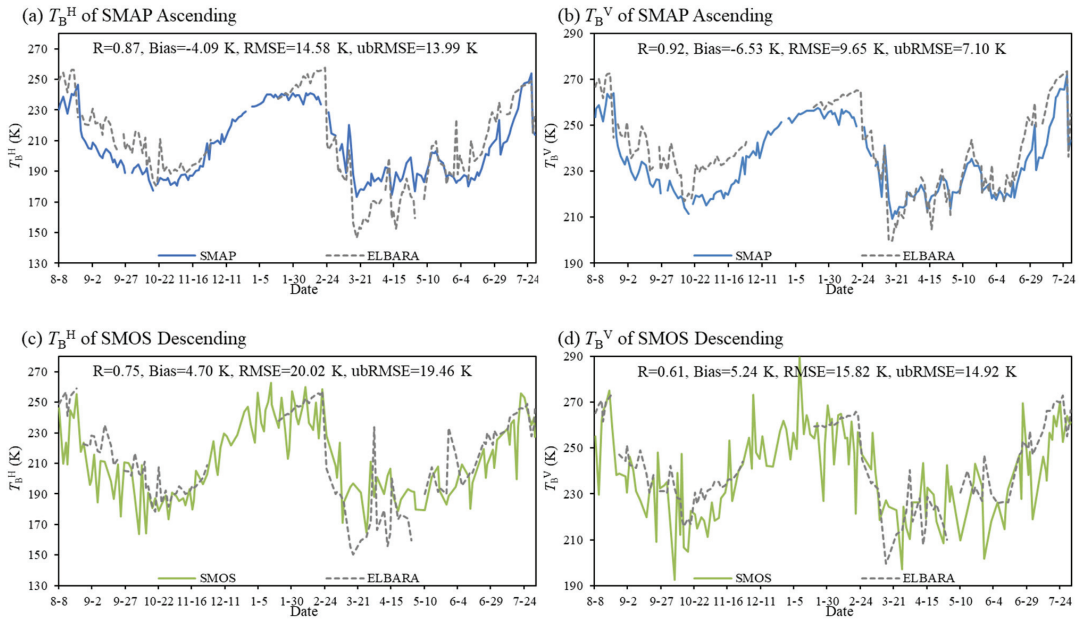 (a) T_B^H of SMAP Ascending
R=0.87, Bias=-4.09 K, RMSE=14.58 K, ubRMSE=13.99 K
T_B^H (K)
270
250
230
210
190
170
150
130
SMAP
ELBARA
8-8 9-2 9-27 10-22 11-16 12-11 1-5 1-30 2-24 3-21 4-15 5-10 6-4 6-29 7-24
Date
(b) T_B^V of SMAP Ascending
R=0.92, Bias=-6.53 K, RMSE=9.65 K, ubRMSE=7.10 K
T_B^V (K)
290
270
250
230
210
190
SMAP
ELBARA
8-8 9-2 9-27 10-22 11-16 12-11 1-5 1-30 2-24 3-21 4-15 5-10 6-4 6-29 7-24
Date
(c) T_B^H of SMOS Descending
R=0.75, Bias=4.70 K, RMSE=20.02 K, ubRMSE=19.46 K
T_B^H (K)
270
250
230
210
190
170
150
130
SMOS
ELBARA
8-8 9-2 9-27 10-22 11-16 12-11 1-5 1-30 2-24 3-21 4-15 5-10 6-4 6-29 7-24
Date
(d) T_B^V of SMOS Descending
R=0.61, Bias=5.24 K, RMSE=15.82 K, ubRMSE=14.92 K
T_B^V (K)
290
270
250
230
210
190
SMOS
ELBARA
8-8 9-2 9-27 10-22 11-16 12-11 1-5 1-30 2-24 3-21 4-15 5-10 6-4 6-29 7-24
Date